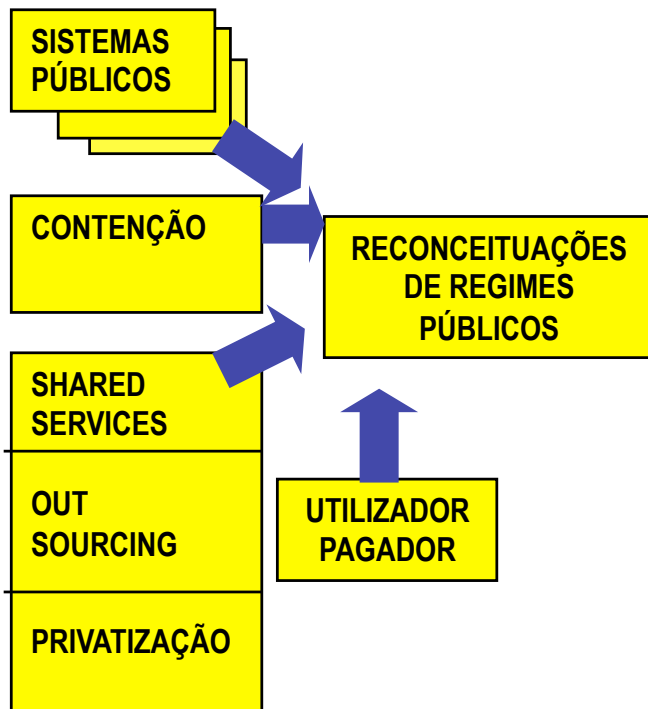 SISTEMAS
PÚBLICOS
CONTENÇÃO
RECONCEITUAÇÕES
DE REGIMES
PÚBLICOS
SHARED
SERVICES
OUT
SOURCING
UTILIZADOR
PAGADOR
PRIVATIZAÇÃO